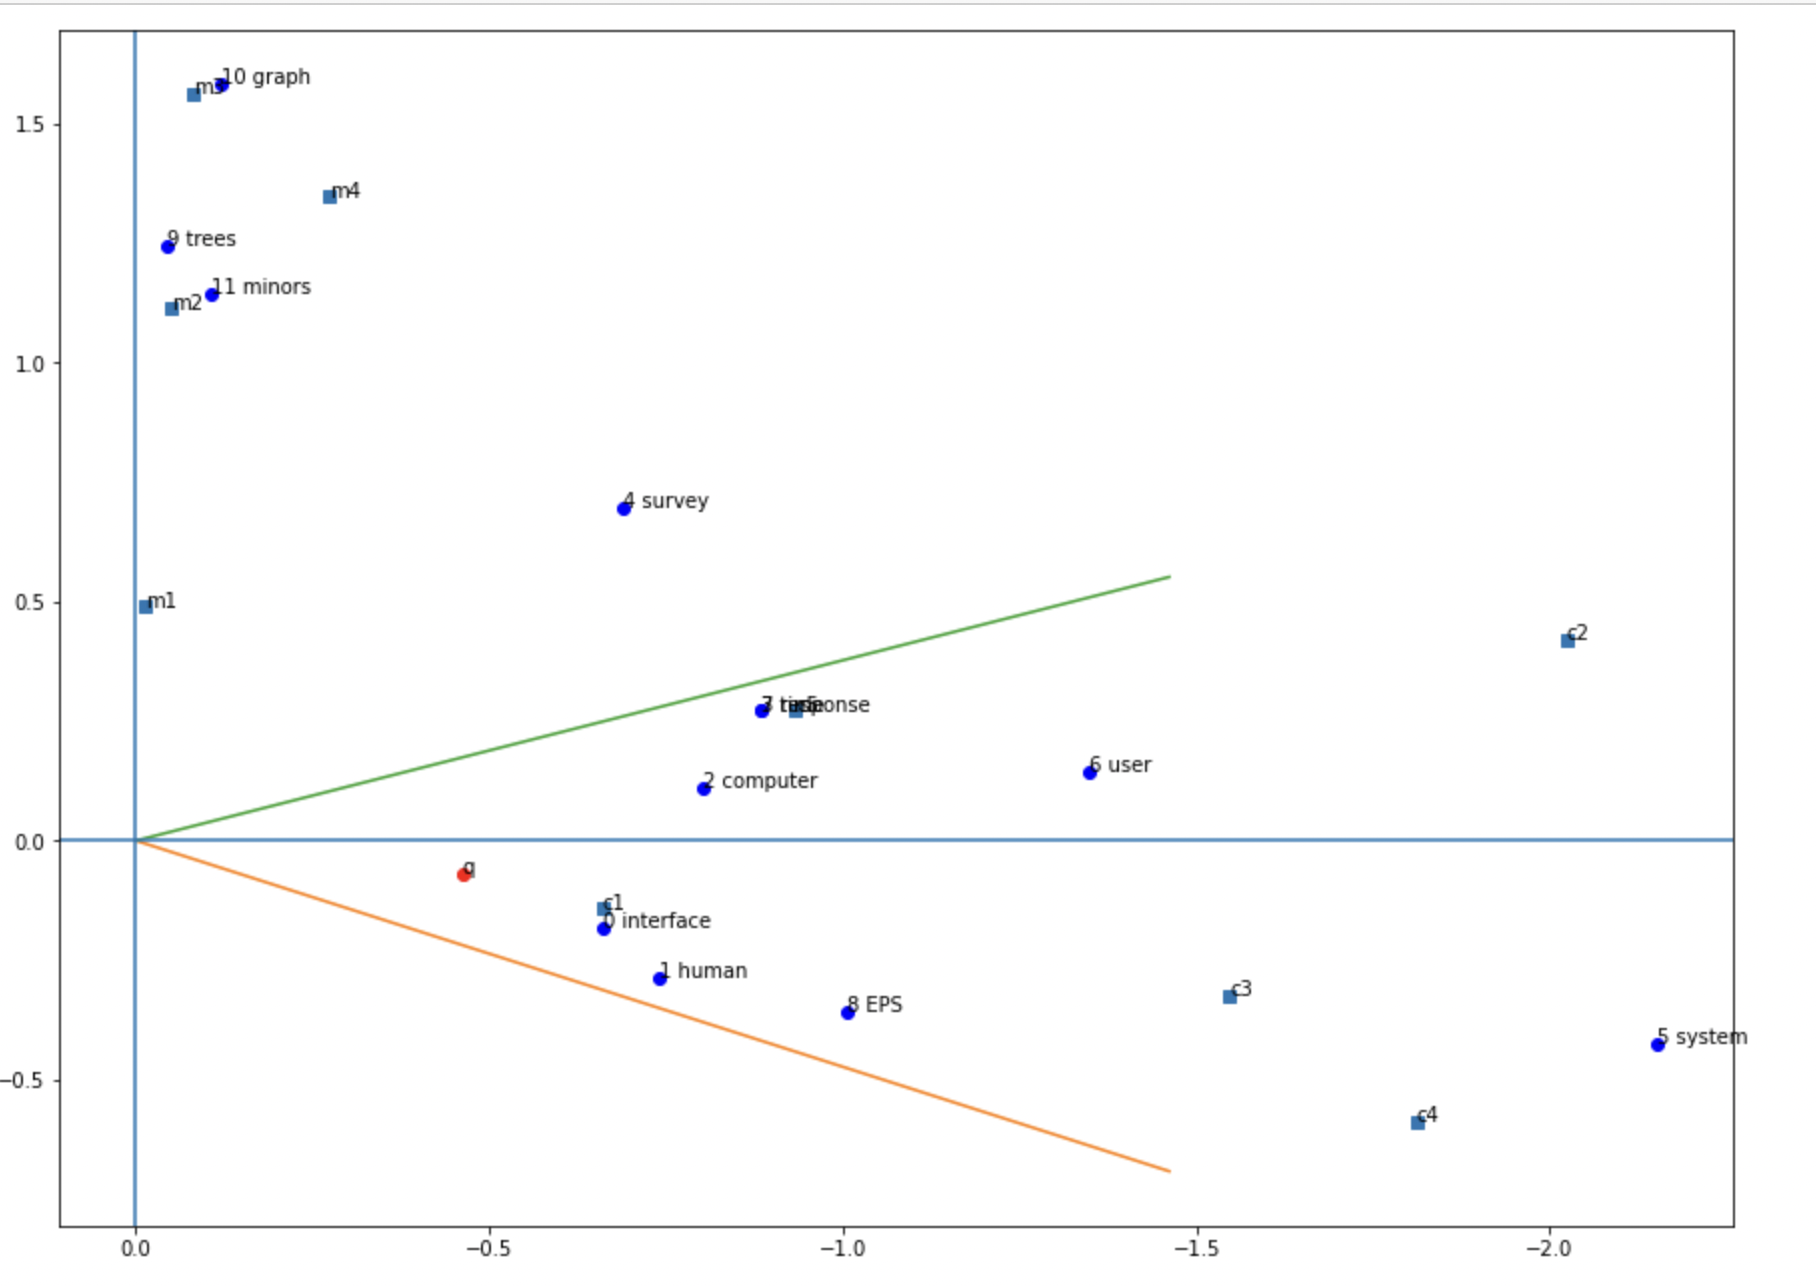 10 graph
m3
1.5
m4
9 trees
11 minors
m2
1.0
4 survey
0.5
m1
c2
6 user
2 computer
0.0
q
c1
0 interface
1 human
c3
8 EPS
5 system
−0.5
c4
0.0
−0.5
−1.0
−1.5
−2.0